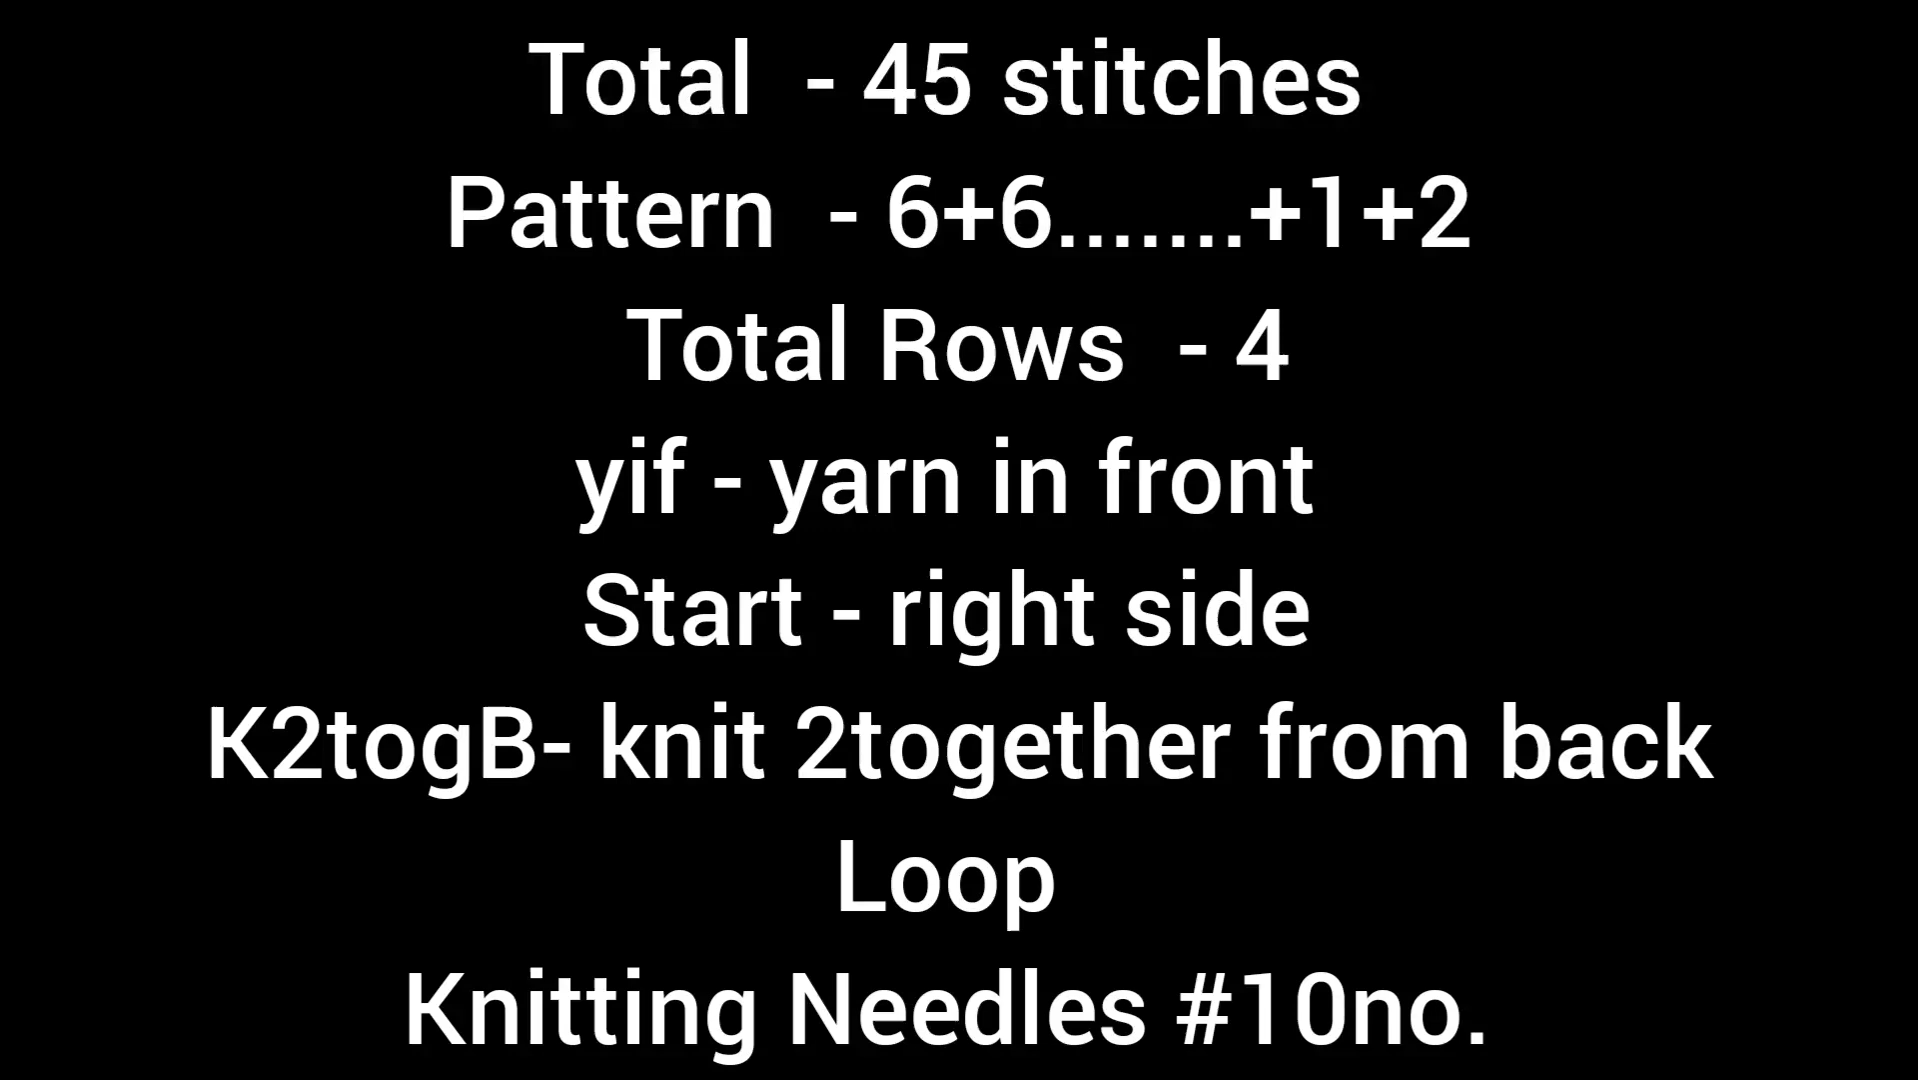 Total  - 45 stitches
Pattern  - 6+6.......+1+2
Total Rows  - 4
yif - yarn in front
Start - right side
K2togB- knit 2together from back
Loop
Knitting Needles #10no.